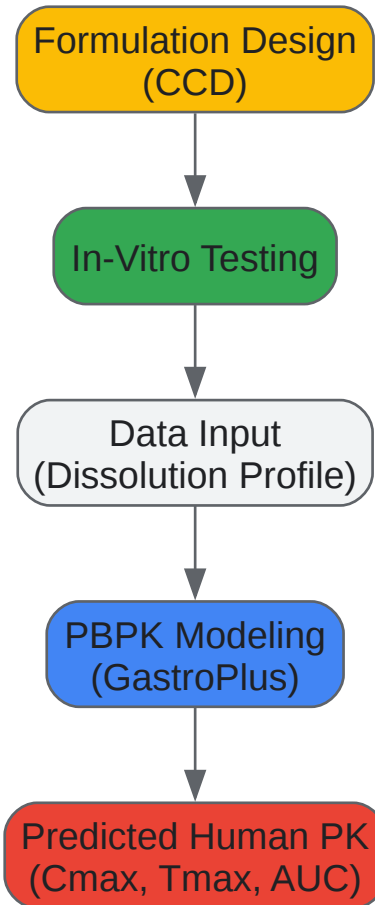 Formulation Design
(CCD)
In-Vitro Testing
Data Input
(Dissolution Profile)
PBPK Modeling
(GastroPlus)
Predicted Human PK
(Cmax, Tmax, AUC)